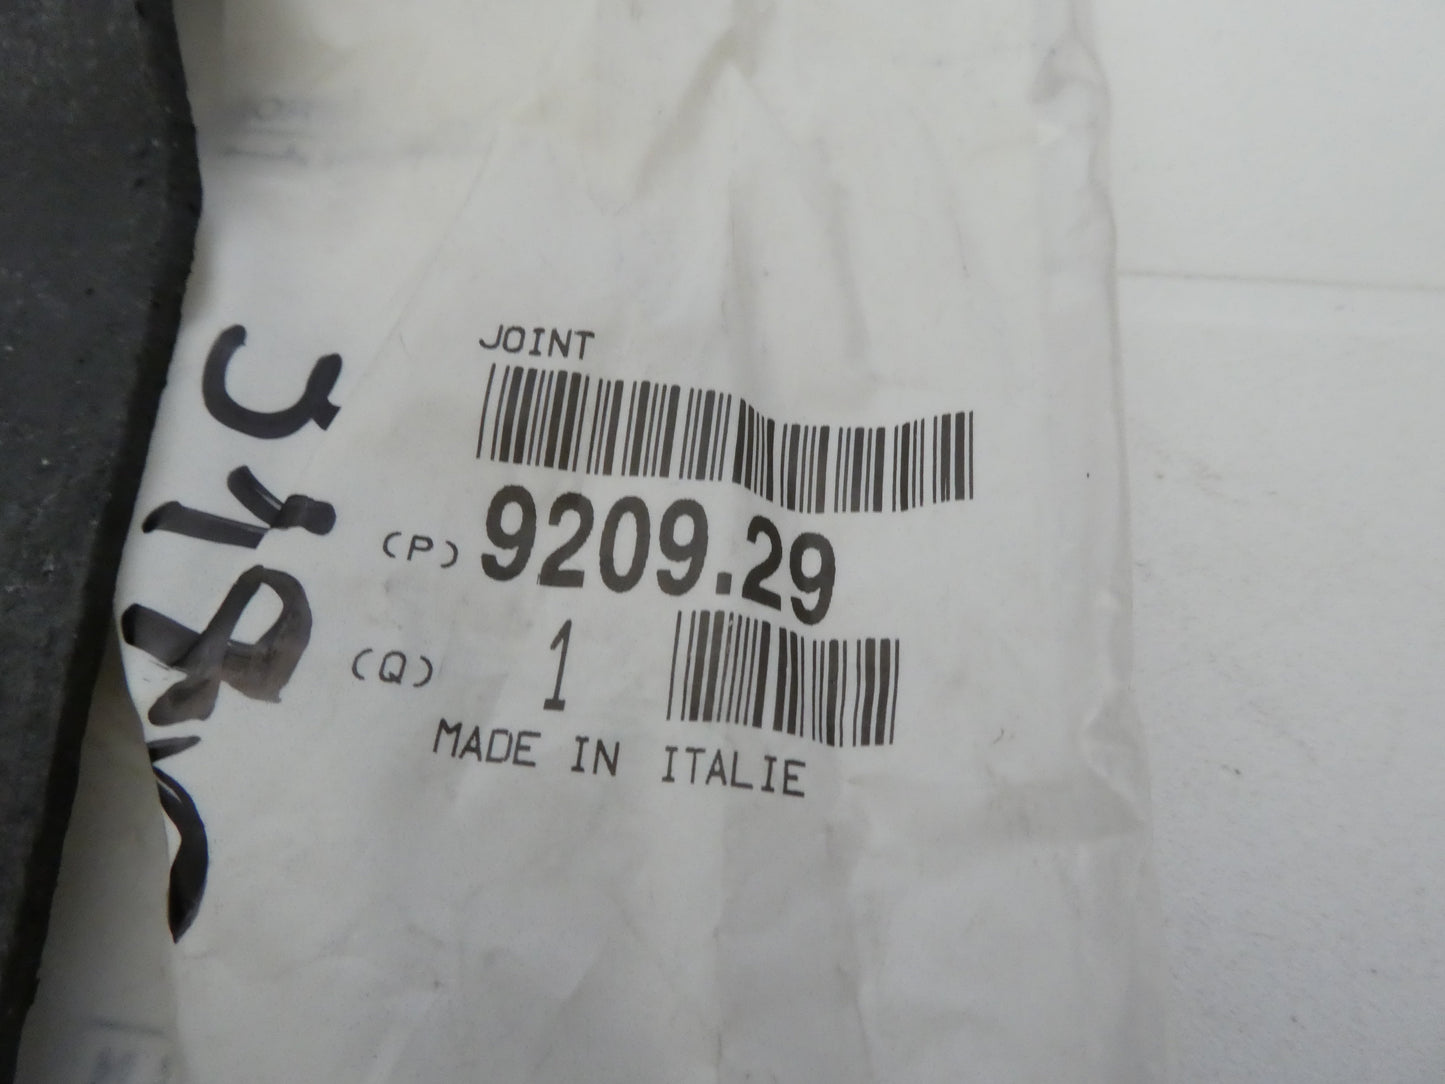 JOINT
(P) 9209.29
(Q) 1
MADE IN ITALIE